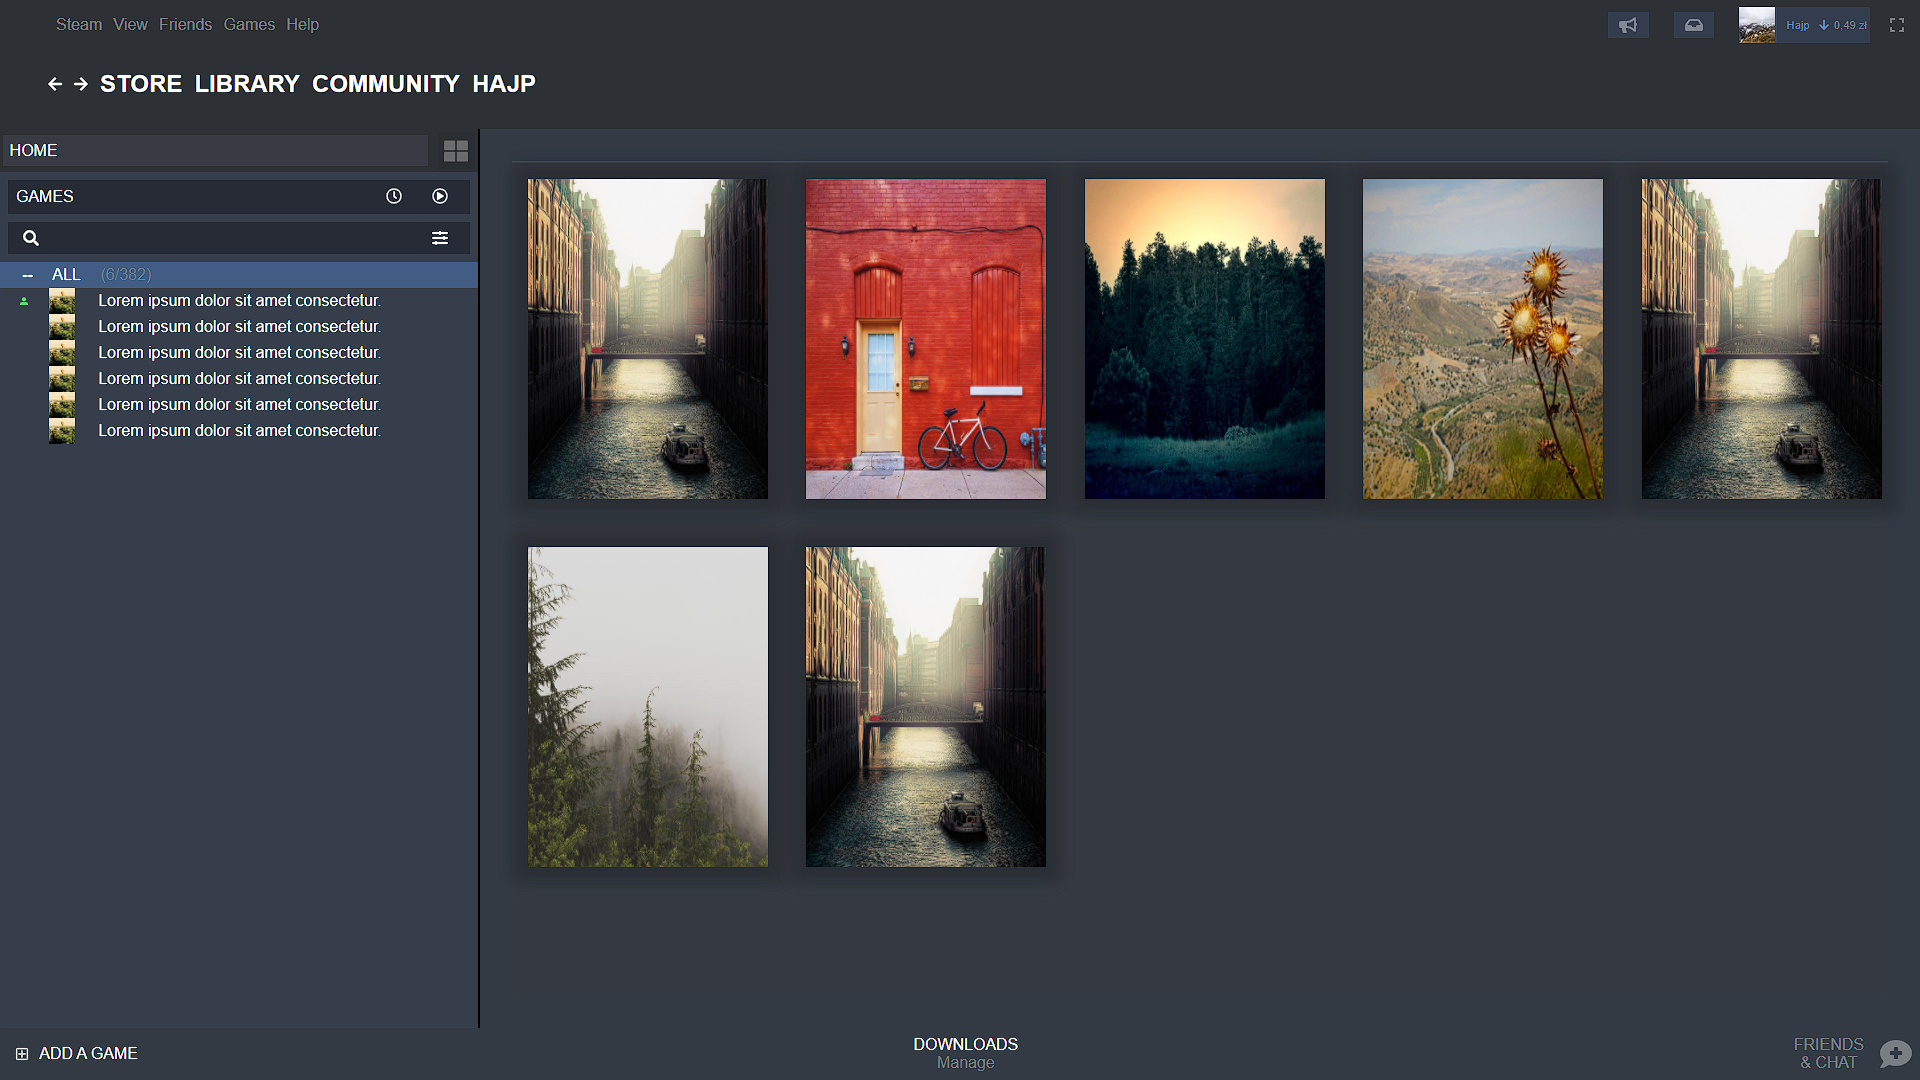 Steam View Friends Games Help
Hajp 0,49 zł
STORE LIBRARY COMMUNITY HAJP
HOME
GAMES
-- ALL (6/382)
Lorem ipsum dolor sit amet consectetur.
Lorem ipsum dolor sit amet consectetur.
Lorem ipsum dolor sit amet consectetur.
Lorem ipsum dolor sit amet consectetur.
Lorem ipsum dolor sit amet consectetur.
Lorem ipsum dolor sit amet consectetur.
ADD A GAME
DOWNLOADS
Manage
FRIENDS
& CHAT